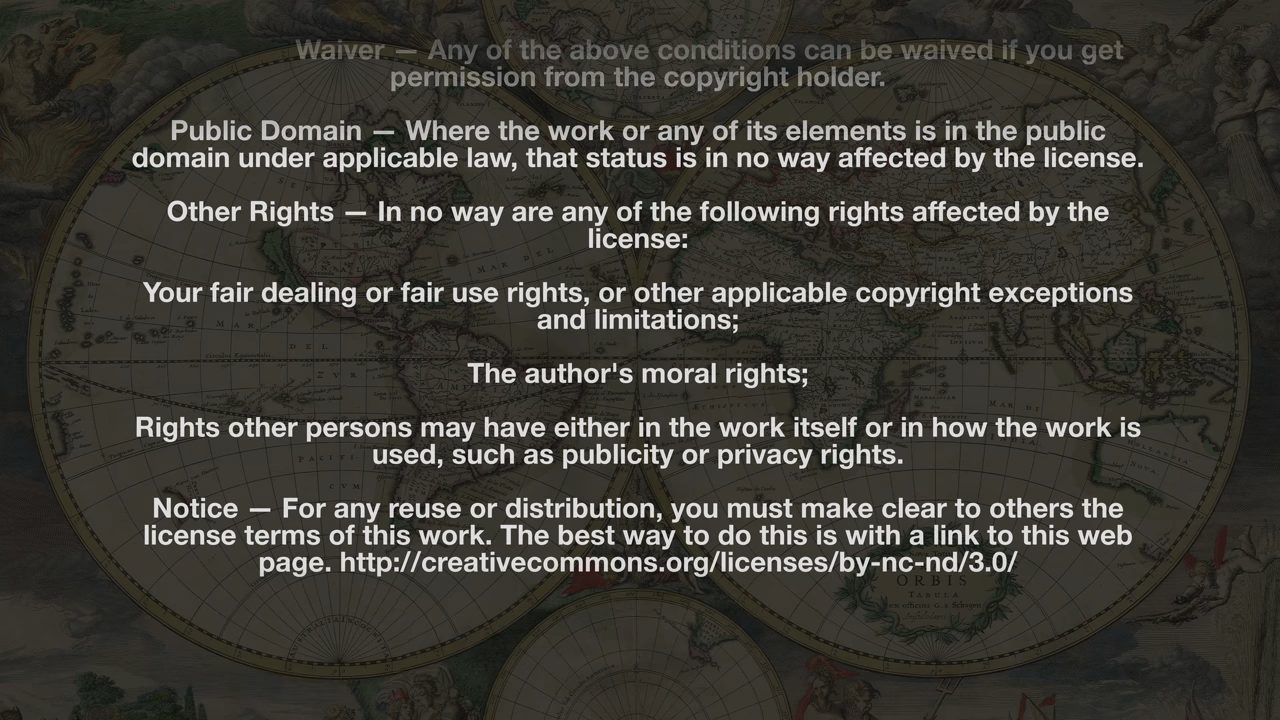 Waiver — Any of the above conditions can be waived if you get
permission from the copyright holder.
Public Domain — Where the work or any of its elements is in the public
domain under applicable law, that status is in no way affected by the license.
Other Rights — In no way are any of the following rights affected by the
license:
Your fair dealing or fair use rights, or other applicable copyright exceptions
and limitations;
The author's moral rights;
Rights other persons may have either in the work itself or in how the work is
used, such as publicity or privacy rights.
Notice — For any reuse or distribution, you must make clear to others the
license terms of this work. The best way to do this is with a link to this web
page. http://creativecommons.org/licenses/by-nc-nd/3.0/
ORBIS
TABULA